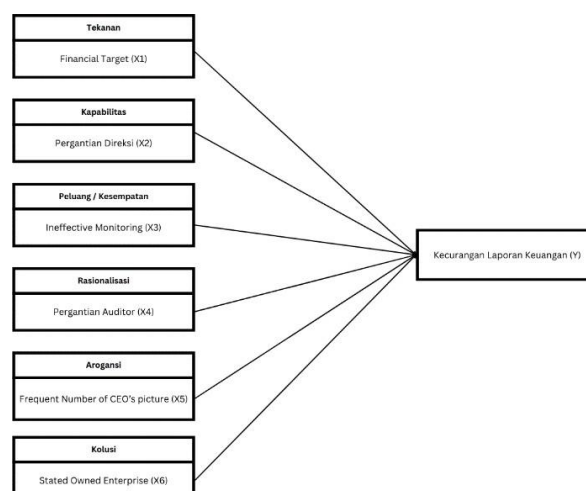 Tekanan
Financial Target (X1)
Kapabilitas
Pergantian Direksi (X2)
Peluang / Kesempatan
Ineffective Monitoring (X3)
Kecurangan Laporan Keuangan (Y)
Rasionalisasi
Pergantian Auditor (X4)
Arogansi
Frequent Number of CEO's picture (X5)
Kolusi
Stated Owned Enterprise (X6)